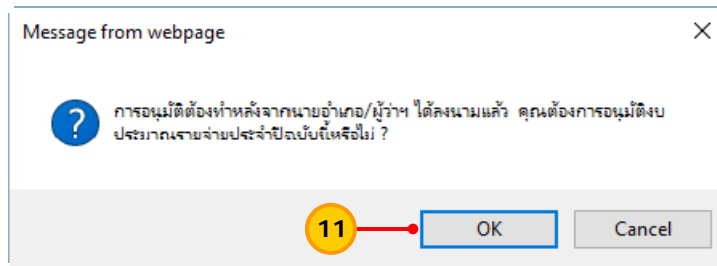 Message from webpage
การอนุมัติต้องทำหลังจากนายอำเภอ/ผู้ว่าฯ ได้ลงนามแล้ว คุณต้องการอนุมัติงบ
ประมาณรายจ่ายประจำปีฉบับนี้หรือไม่ ?
11
OK
Cancel